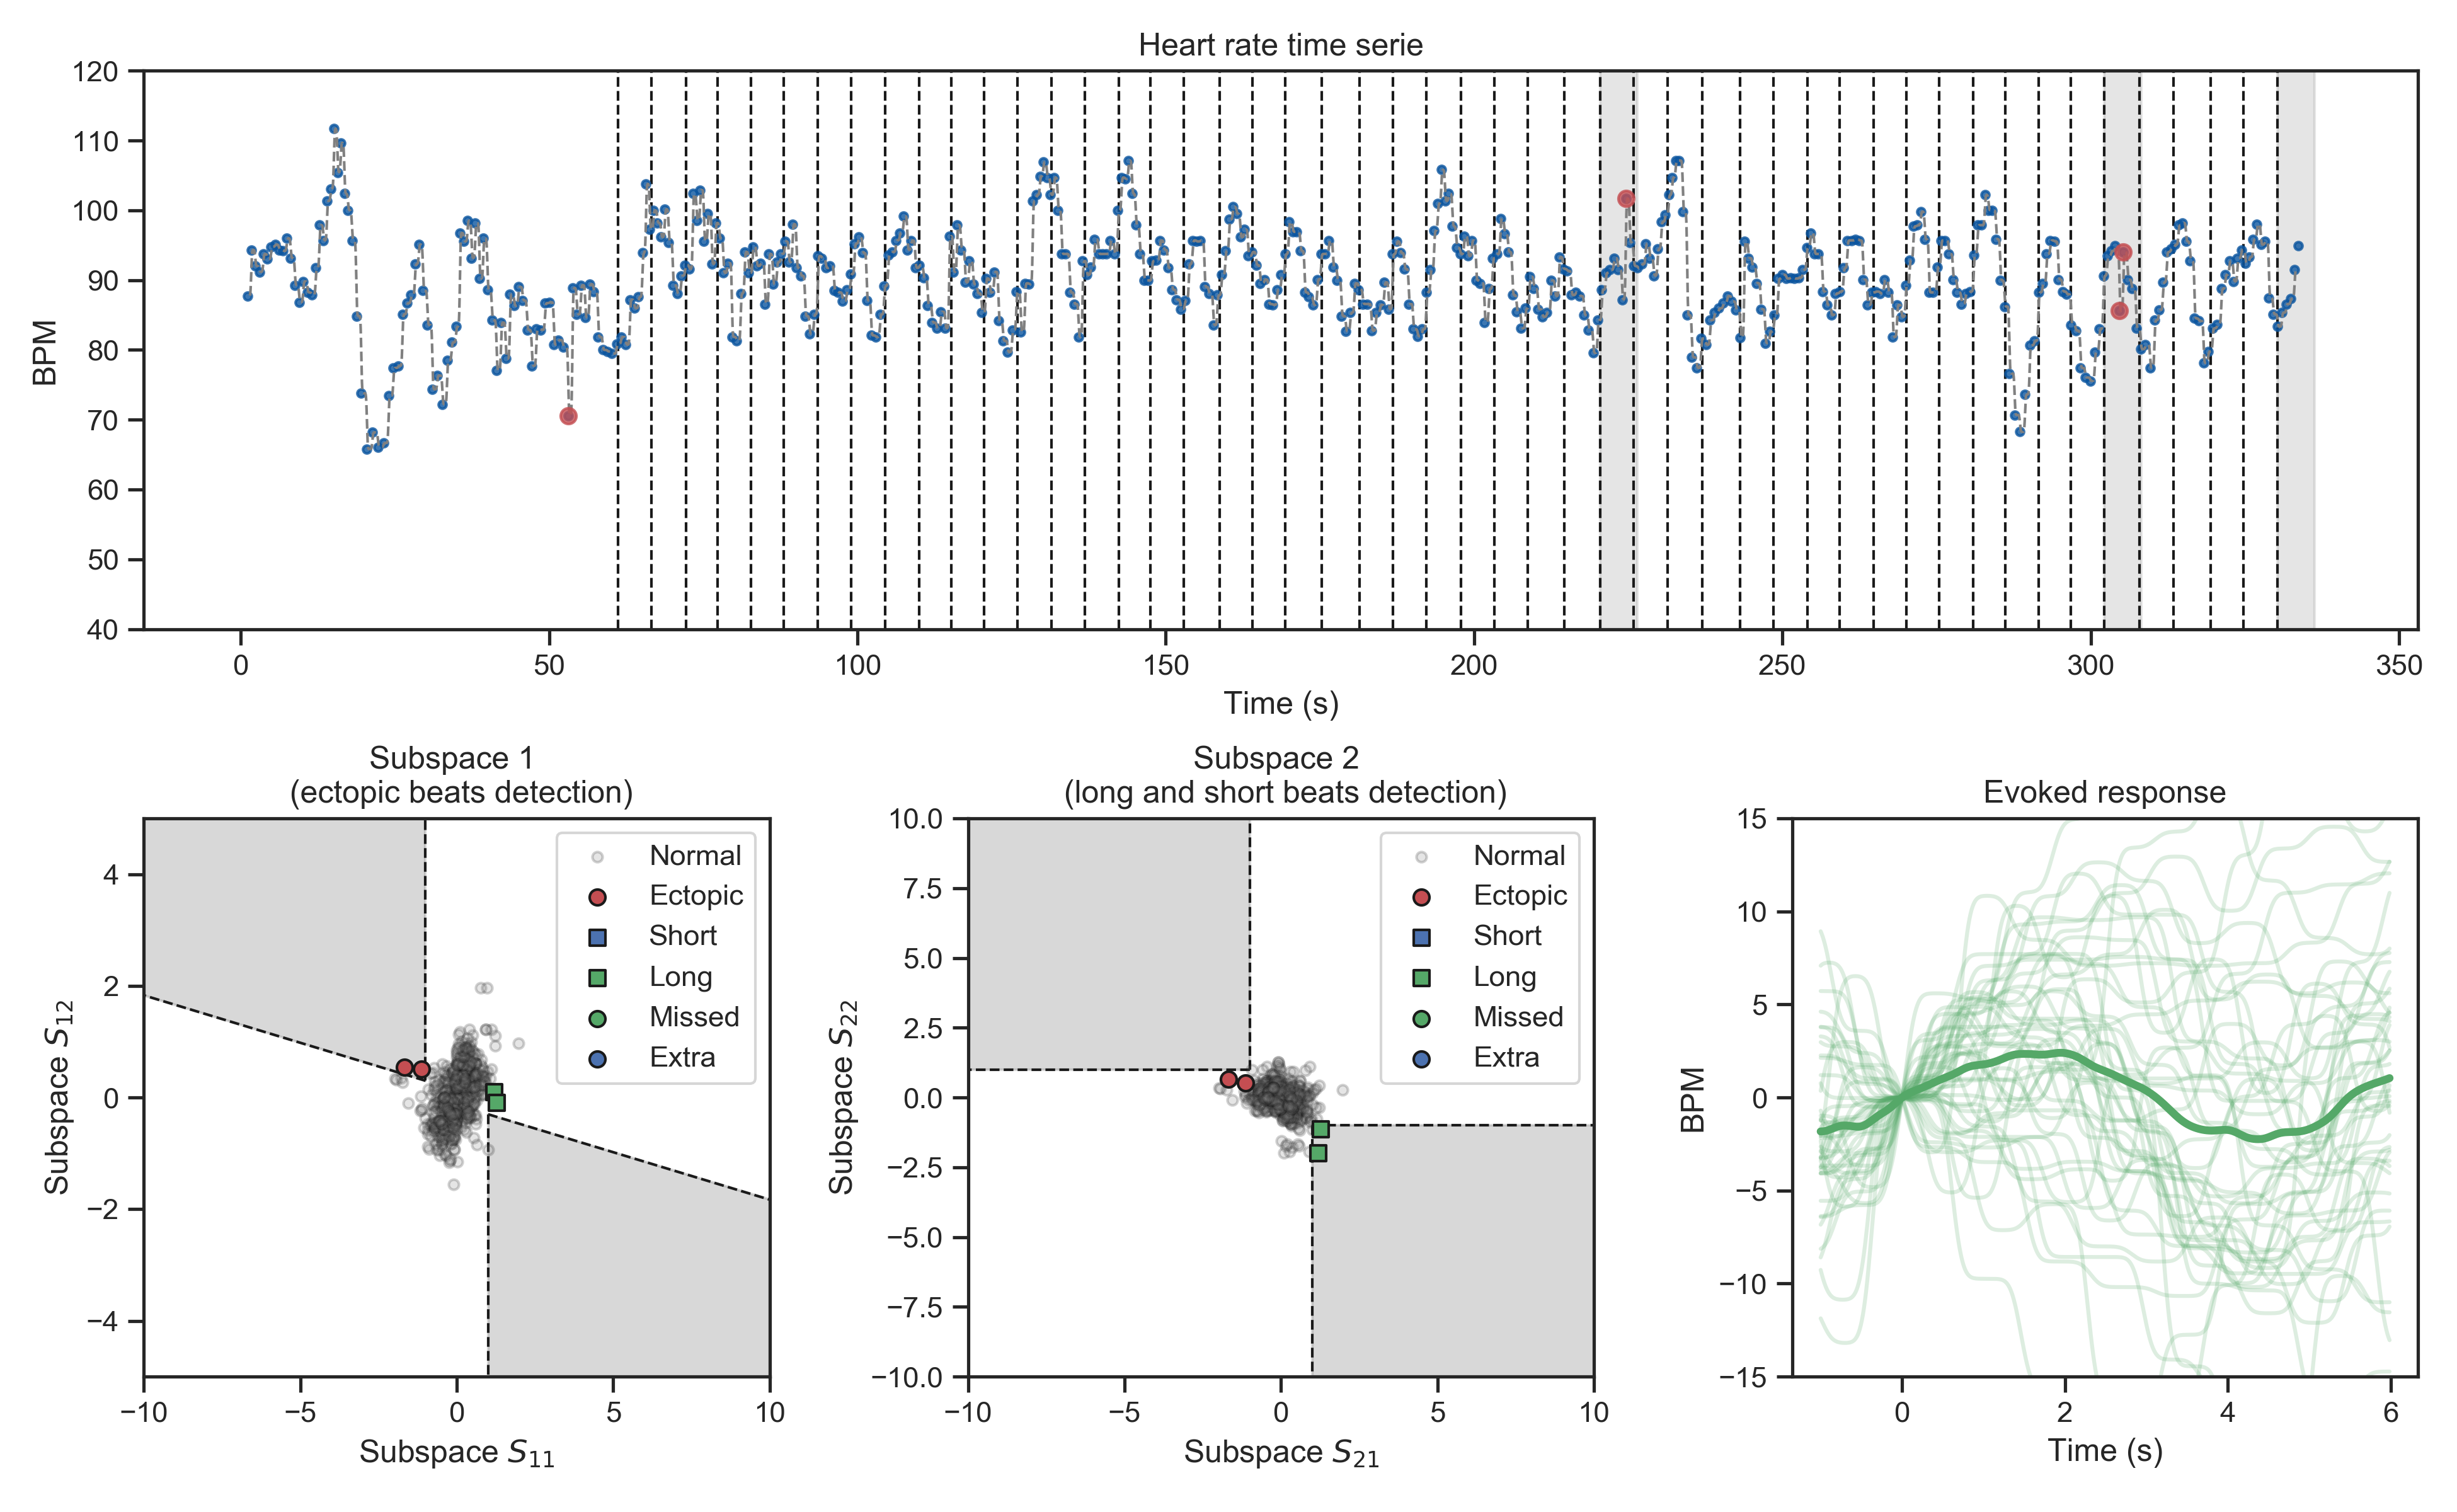 Heart rate time serie
120
110
100
90
80
70
60
50
40
BPM
0 50 100 150 200 250 300 350
Time (s)
Subspace 1
(ectopic beats detection)
4
2
0
−2
−4
Subspace S12
Normal
Ectopic
Short
Long
Missed
Extra
−10 −5 0 5 10
Subspace S11
Subspace 2
(long and short beats detection)
10.0
7.5
5.0
2.5
0.0
−2.5
−5.0
−7.5
−10.0
Subspace S22
Normal
Ectopic
Short
Long
Missed
Extra
−10 −5 0 5 10
Subspace S21
Evoked response
15
10
5
0
−5
−10
−15
BPM
0 2 4 6
Time (s)